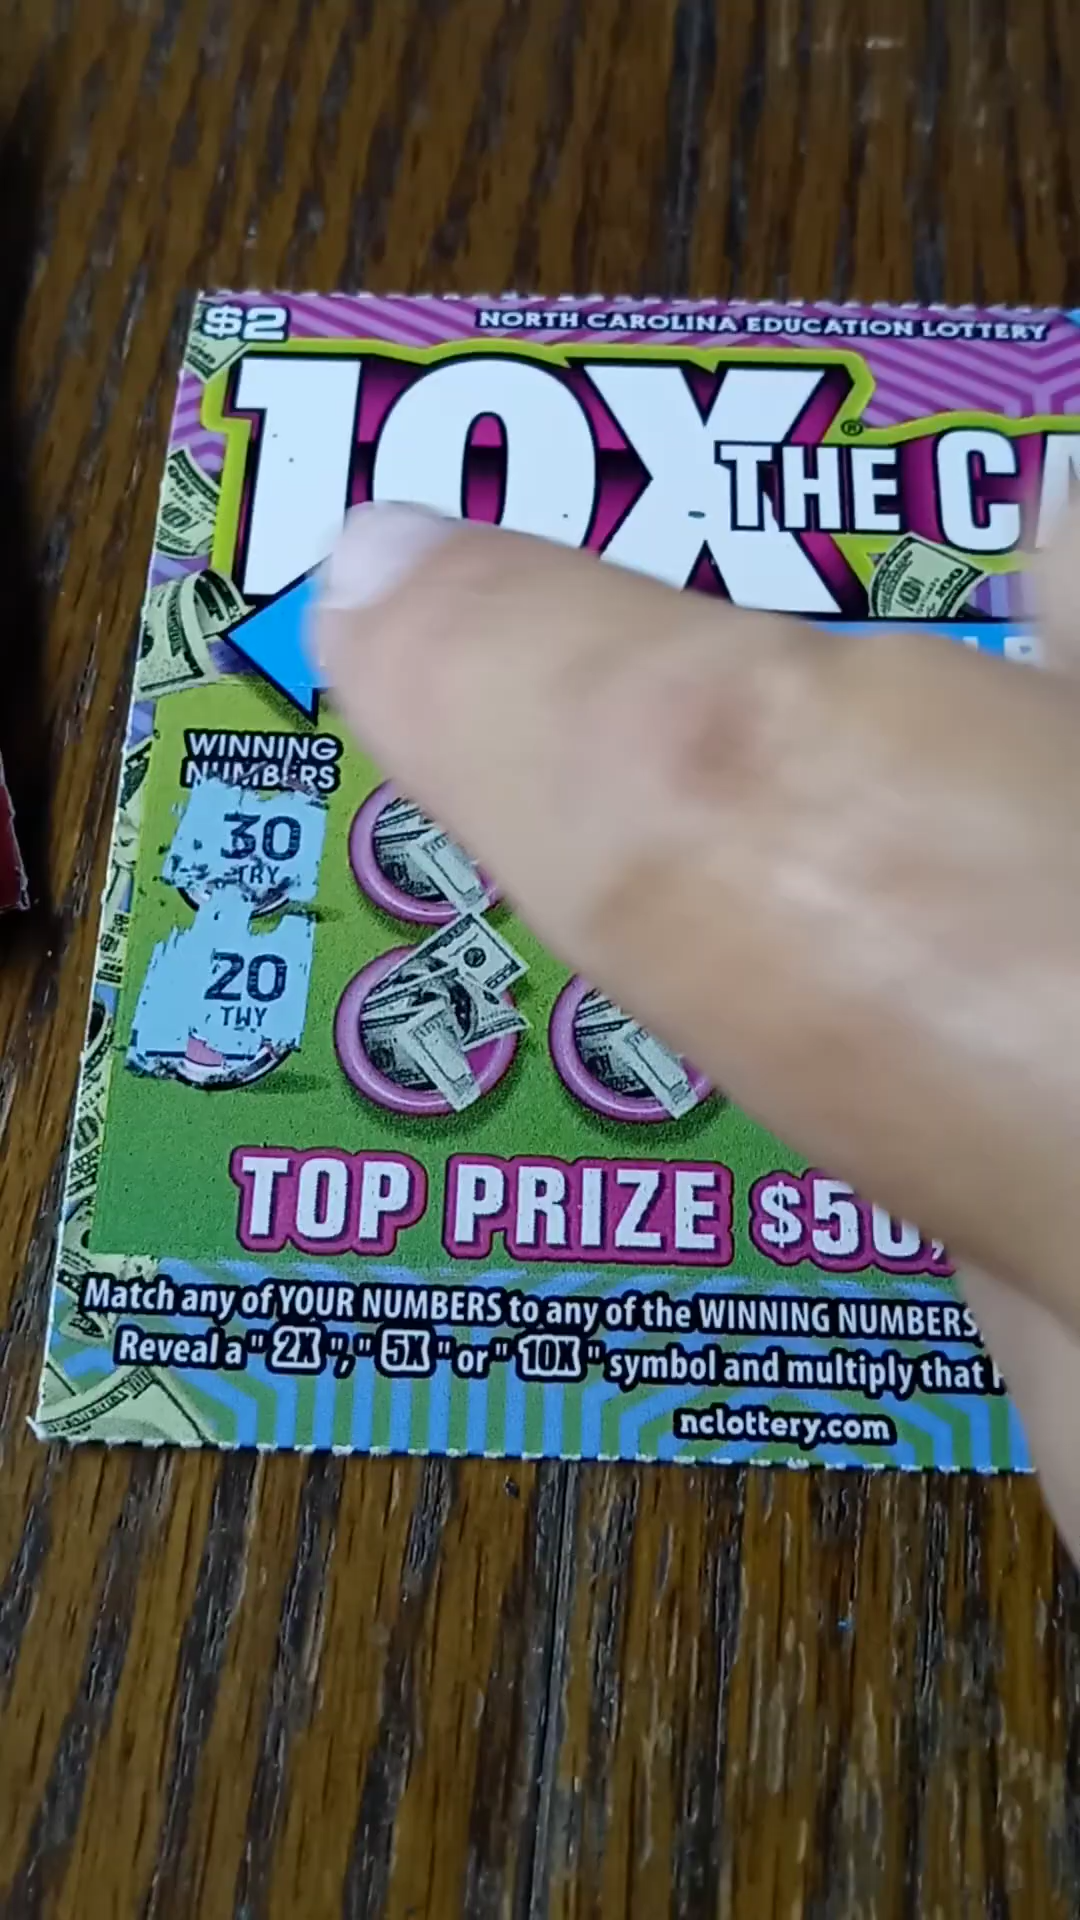 $2
NORTH CAROLINA EDUCATION LOTTERY
10X THE
WINNING
NUMBERS
30
TRY
20
TWY
TOP PRIZE $50,
Match any of YOUR NUMBERS to any of the WINNING NUMBERS,
Reveal a "2X", "5X" or "10X" symbol and multiply that
nclottery.com